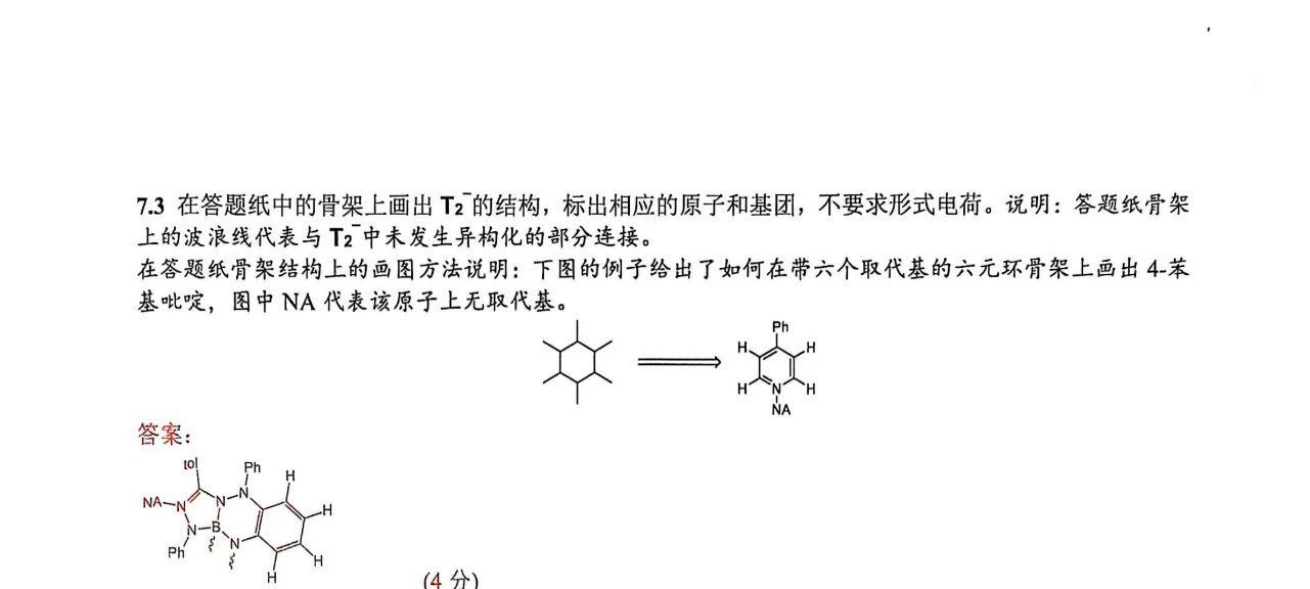 7.3 在答题纸中的骨架上画出 T₂⁻的结构，标出相应的原子和基团，不要求形式电荷。说明：答题纸骨架
上的波浪线代表与 T₂⁻中未发生异构化的部分连接。
在答题纸骨架结构上的画图方法说明：下图的例子给出了如何在带六个取代基的六元环骨架上画出 4-苯
基吡啶，图中 NA 代表该原子上无取代基。
Ph
H H
H N H
NA
答案：
tol Ph H
NA N N N H
N B
Ph N H
H
(4 分)